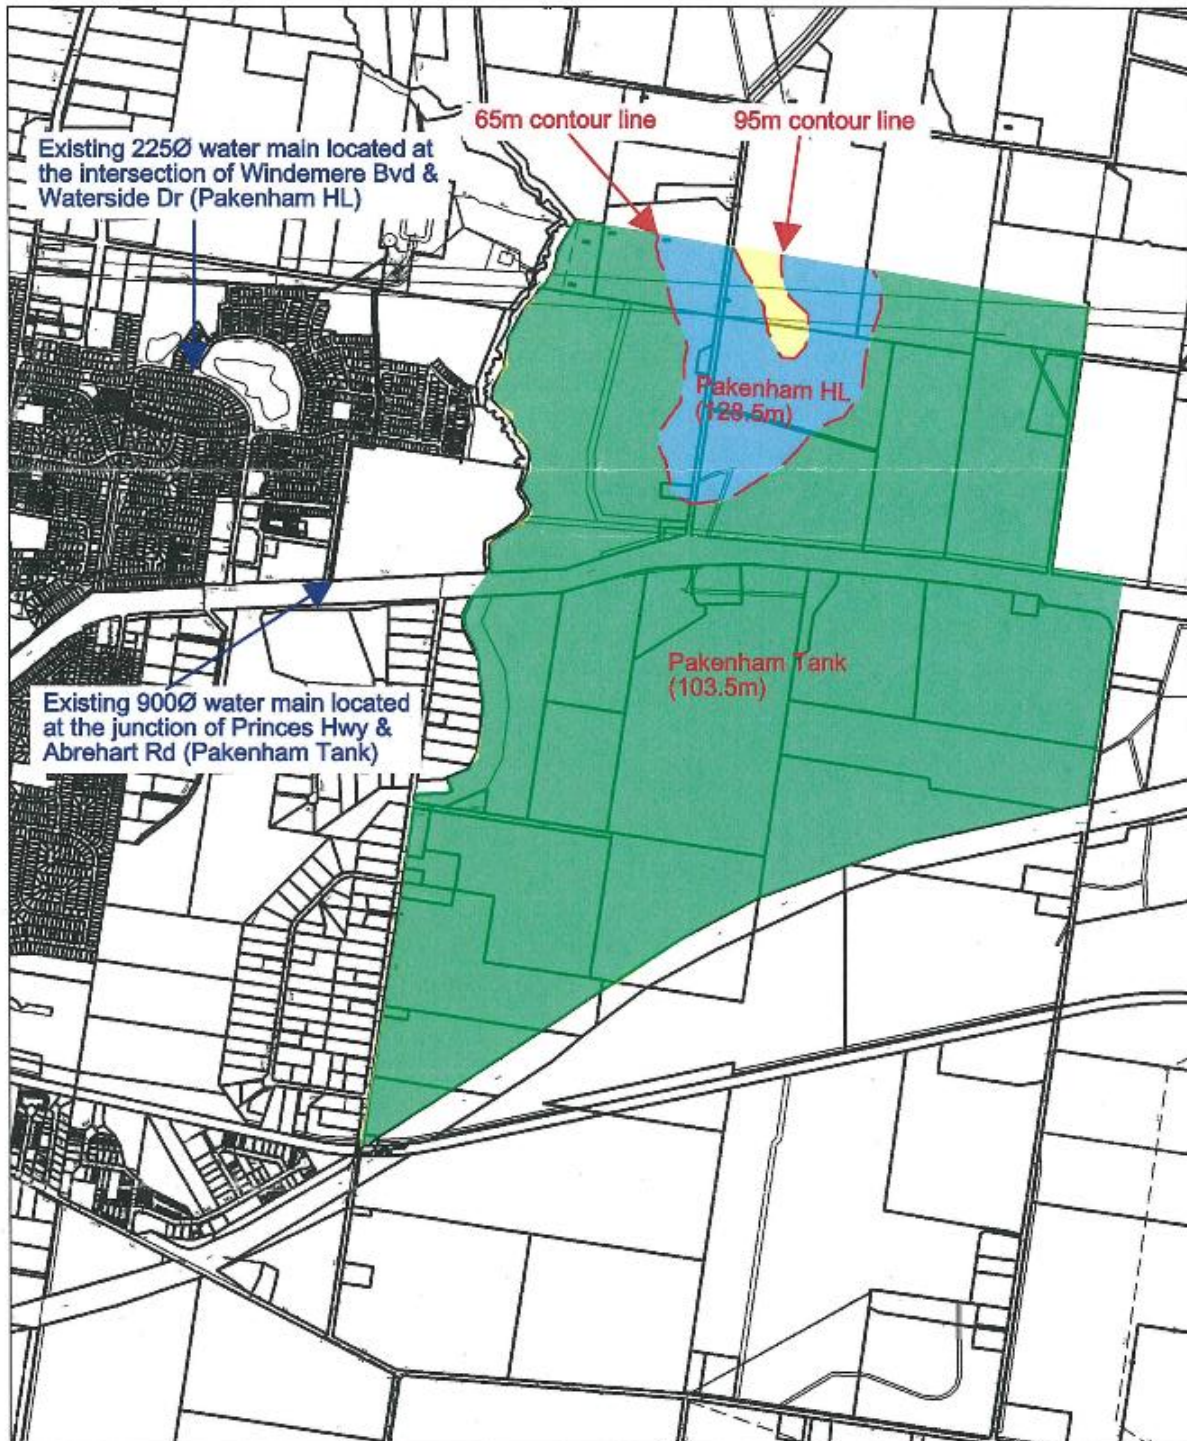 65m contour line
95m contour line
Existing 225Ø water main located at
the intersection of Windemere Bvd &
Waterside Dr (Pakenham HL)
Pakenham HL
(128.5m)
Pakenham Tank
(103.5m)
Existing 900Ø water main located
at the junction of Princes Hwy &
Abrehart Rd (Pakenham Tank)